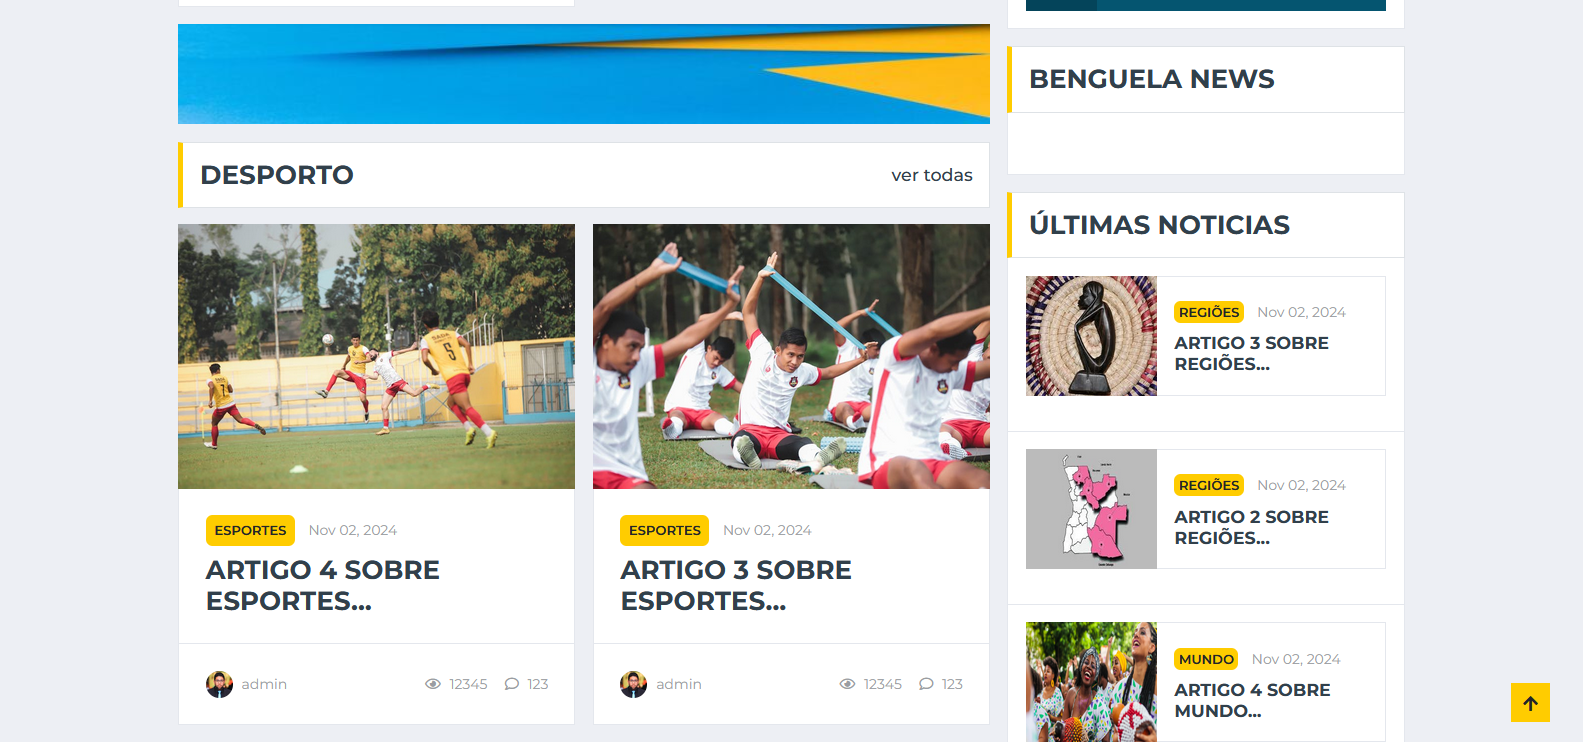 DESPORTO
ver todas
ESPORTES Nov 02, 2024
ARTIGO 4 SOBRE
ESPORTES...
admin 12345 123
ESPORTES Nov 02, 2024
ARTIGO 3 SOBRE
ESPORTES...
admin 12345 123
BENGUELA NEWS
ÚLTIMAS NOTICIAS
REGIÕES Nov 02, 2024
ARTIGO 3 SOBRE
REGIÕES...
REGIÕES Nov 02, 2024
ARTIGO 2 SOBRE
REGIÕES...
MUNDO Nov 02, 2024
ARTIGO 4 SOBRE
MUNDO...